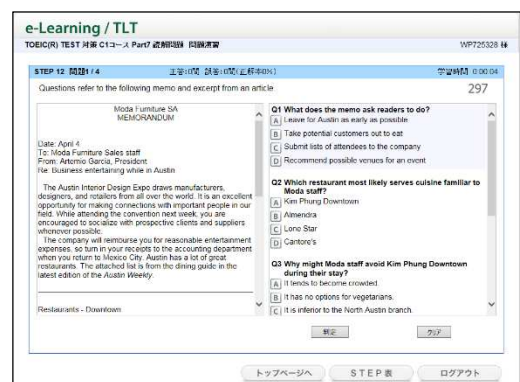 e-Learning / TLT
TOEIC(R) TEST 対策 C1コース Part7 読解問題 問題演習
WP725328 様
STEP 12 問題1 / 4
正答:0問 誤答:0問(正解率0%)
学習時間 0:00:04
Questions refer to the following memo and excerpt from an article.
297
Moda Furniture SA
MEMORANDUM
Date: April 4
To: Moda Furniture Sales staff
From: Artemio Garcia, President
Re: Business entertaining while in Austin
The Austin Interior Design Expo draws manufacturers,
designers, and retailers from all over the world. It is an excellent
opportunity for making connections with important people in our
field. While attending the convention next week, you are
encouraged to socialize with prospective clients and suppliers
whenever possible.
The company will reimburse you for reasonable entertainment
expenses, so turn in your receipts to the accounting department
when you return to Mexico City. Austin has a lot of great
restaurants. The attached list is from the dining guide in the
latest edition of the Austin Weekly.
Restaurants - Downtown
Q1 What does the memo ask readers to do?
A Leave for Austin as early as possible
B Take potential customers out to eat
C Submit lists of attendees to the company
D Recommend possible venues for an event
Q2 Which restaurant most likely serves cuisine familiar to
Moda staff?
A Kim Phung Downtown
B Almendra
C Lone Star
D Cantore's
Q3 Why might Moda staff avoid Kim Phung Downtown
during their stay?
A It tends to become crowded.
B It has no options for vegetarians.
C It is inferior to the North Austin branch.
判定
クリア
トップページへ
STEP表
ログアウト